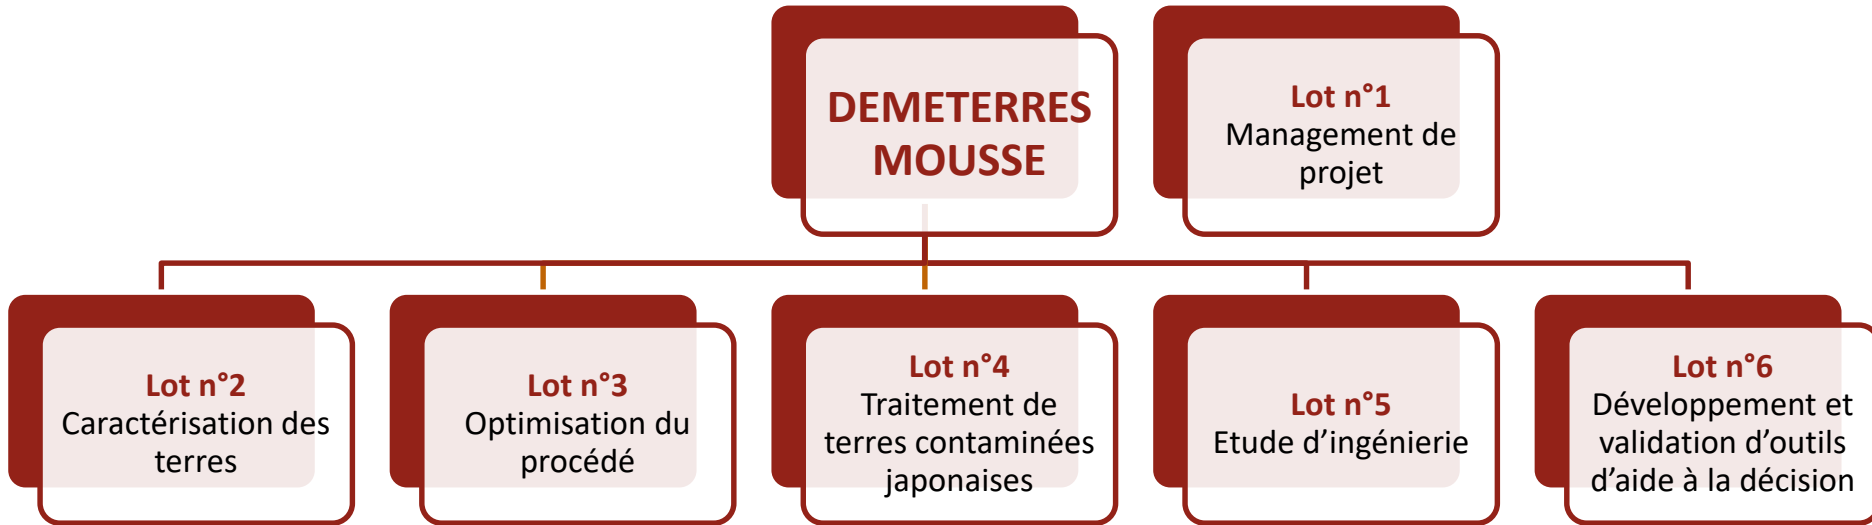 DEMETERRES
MOUSSE
Lot n°1
Management de
projet
Lot n°2
Caractérisation des
terres
Lot n°3
Optimisation du
procédé
Lot n°4
Traitement de
terres contaminées
japonaises
Lot n°5
Etude d’ingénierie
Lot n°6
Développement et
validation d’outils
d’aide à la décision